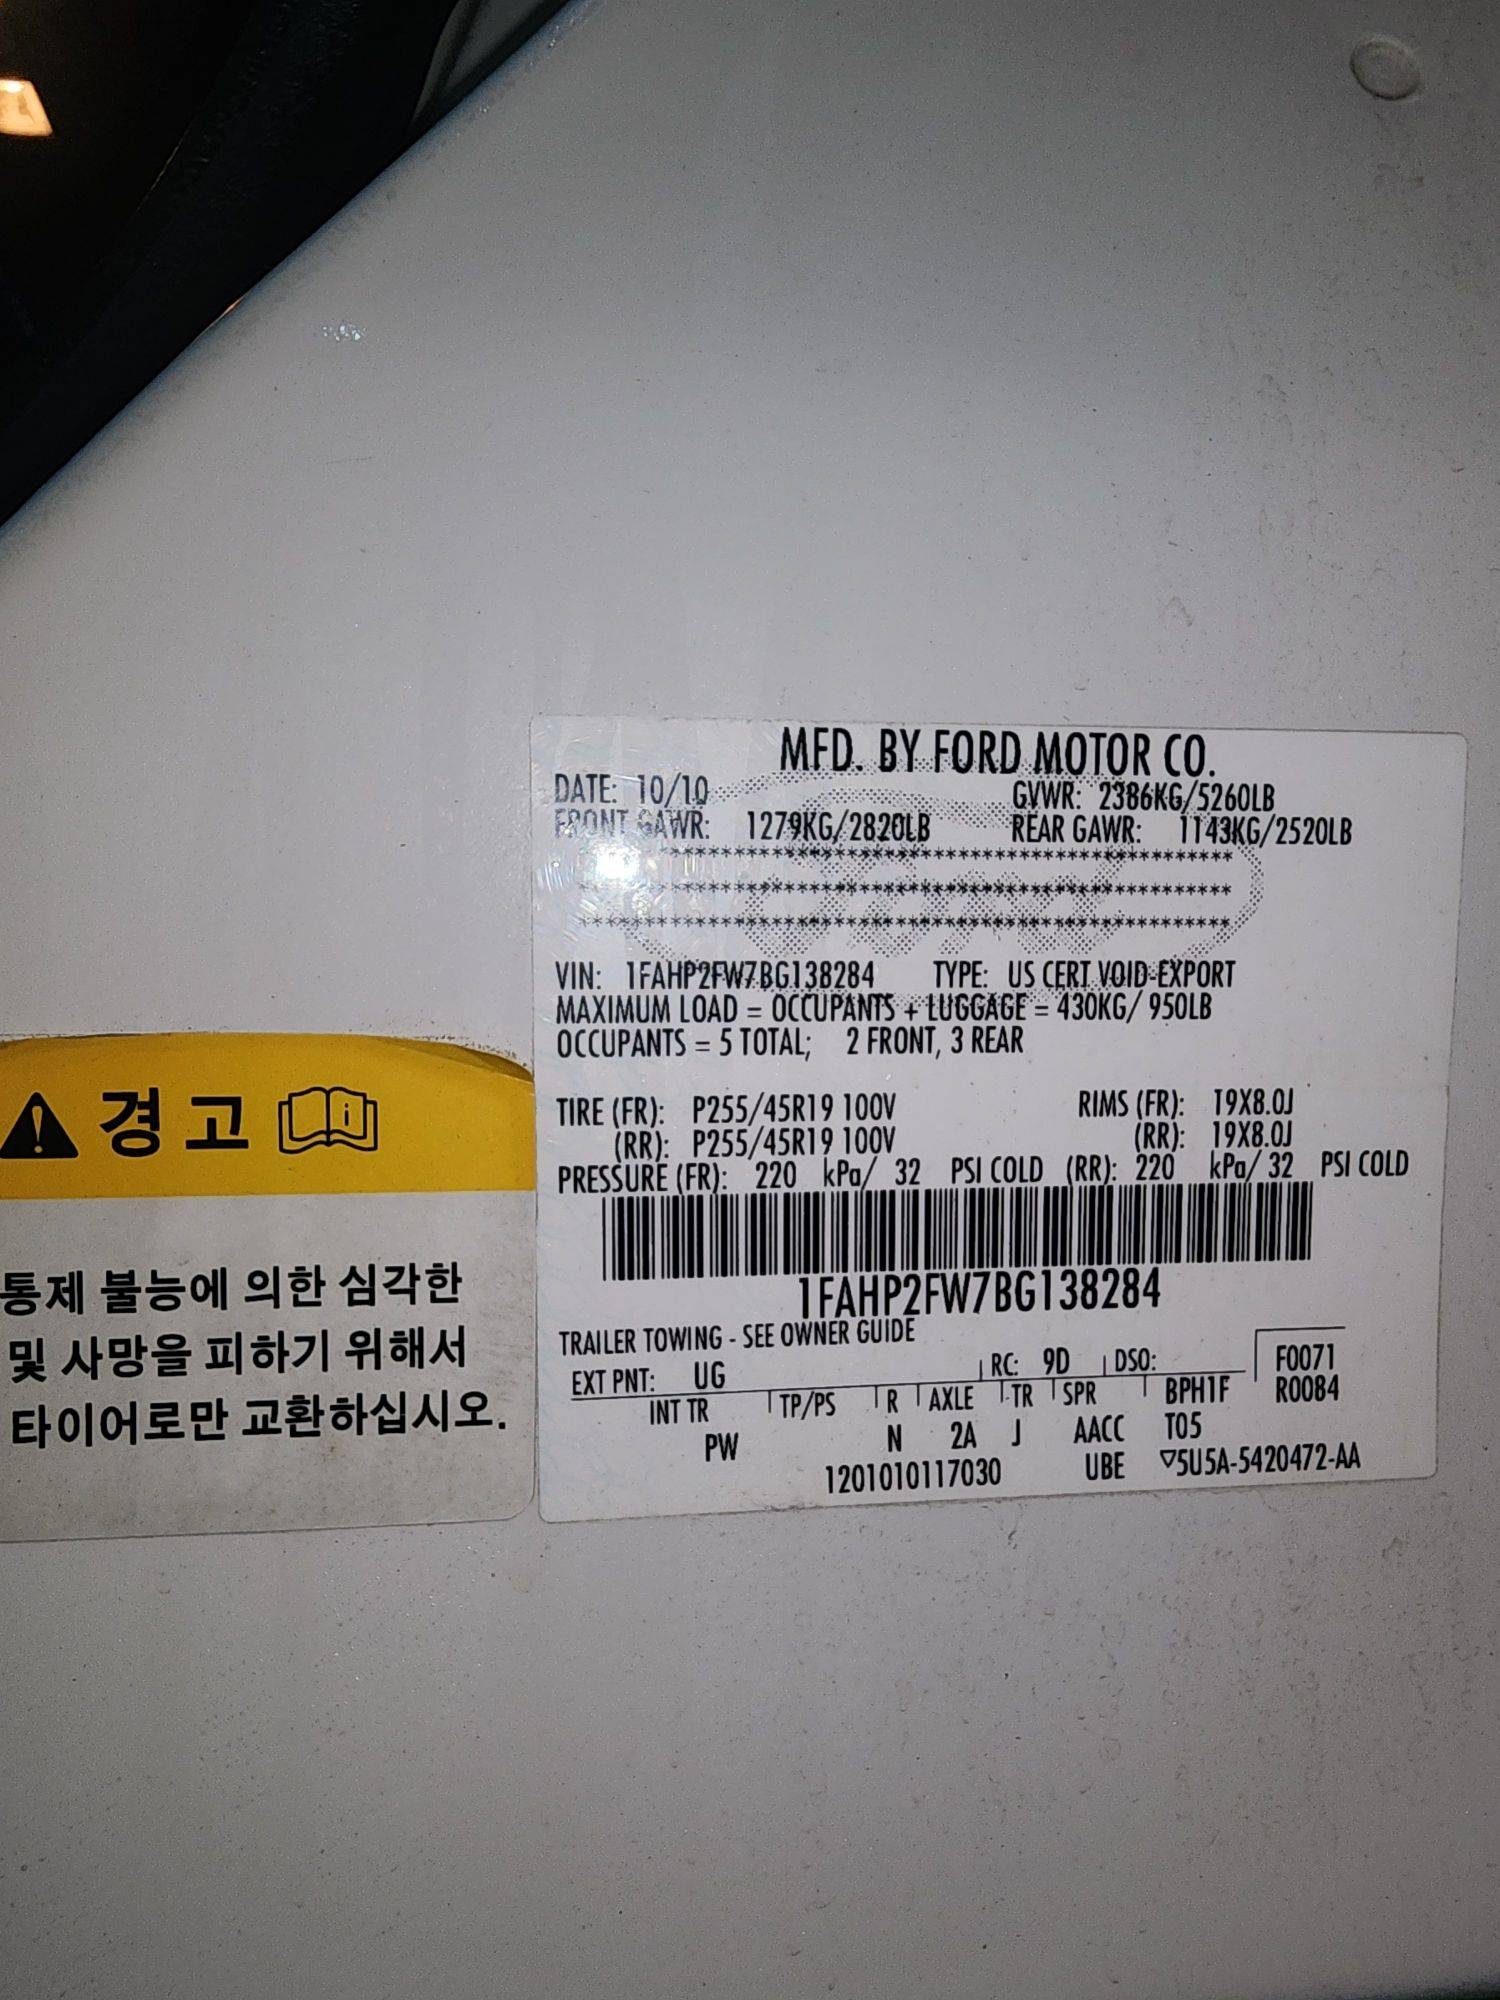 MFD. BY FORD MOTOR CO.
DATE: 10/10 GVWR: 2386KG/5260LB
FRONT GAWR: 1279KG/2820LB REAR GAWR: 1143KG/2520LB
VIN: 1FAHP2FW7BG138284 TYPE: US CERT VOID-EXPORT
MAXIMUM LOAD = OCCUPANTS + LUGGAGE = 430KG/ 950LB
OCCUPANTS = 5 TOTAL; 2 FRONT, 3 REAR
TIRE (FR): P255/45R19 100V RIMS (FR): 19X8.0J
(RR): P255/45R19 100V (RR): 19X8.0J
PRESSURE (FR): 220 kPa/ 32 PSI COLD (RR): 220 kPa/ 32 PSI COLD
1FAHP2FW7BG138284
TRAILER TOWING - SEE OWNER GUIDE
EXT PNT: UG RC: 9D DSO: F0071
INT TR TP/PS R AXLE TR SPR BPH1F R0084
PW N 2A J AACC T05
1201010117030 UBE ▽5U5A-5420472-AA
경고
통제 불능에 의한 심각한
및 사망을 피하기 위해서
타이어로만 교환하십시오.